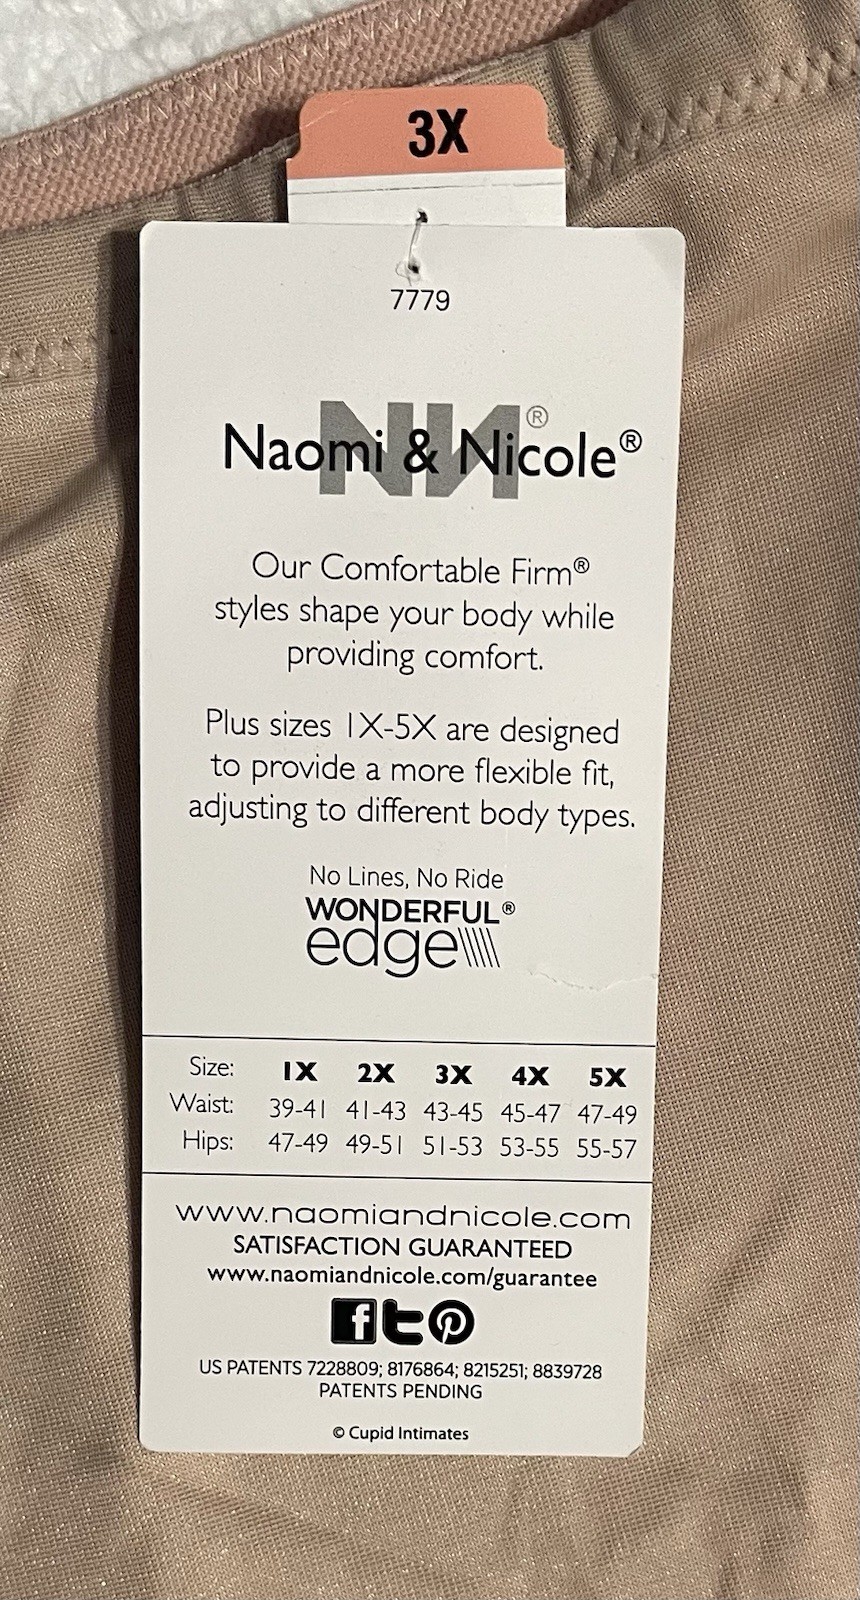 3X
7779
NN®
Naomi & Nicole®
Our Comfortable Firm®
styles shape your body while
providing comfort.
Plus sizes 1X-5X are designed
to provide a more flexible fit,
adjusting to different body types.
No Lines, No Ride
WONDERFUL®
edge
Size: 1X 2X 3X 4X 5X
Waist: 39-41 41-43 43-45 45-47 47-49
Hips: 47-49 49-51 51-53 53-55 55-57
www.naomiandnicole.com
SATISFACTION GUARANTEED
www.naomiandnicole.com/guarantee
US PATENTS 7228809; 8176864; 8215251; 8839728
PATENTS PENDING
© Cupid Intimates